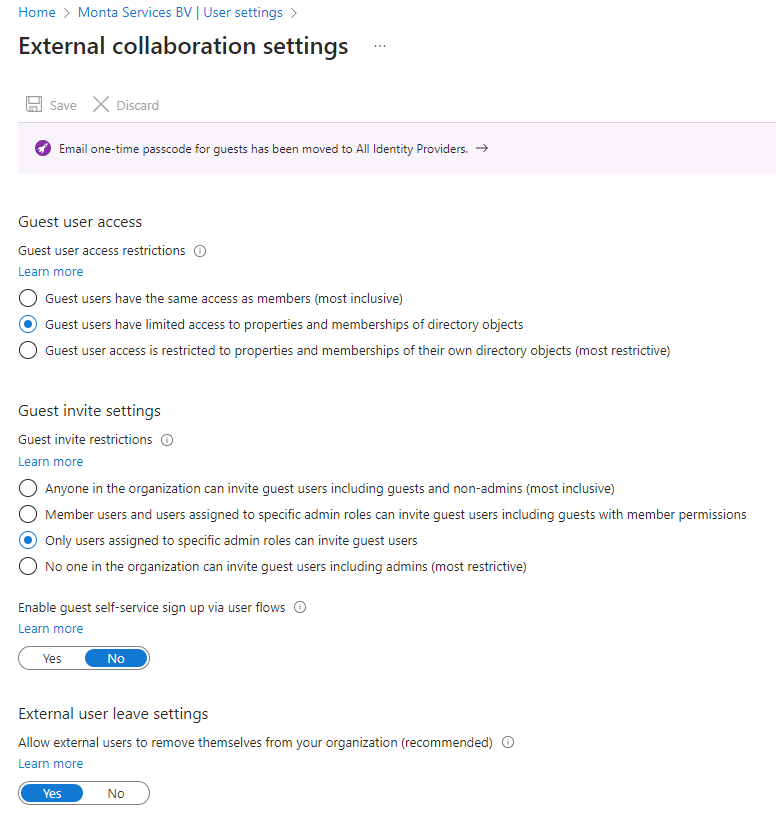 Home > Monta Services BV | User settings >
External collaboration settings ...
Save Discard
Email one-time passcode for guests has been moved to All Identity Providers. →
Guest user access
Guest user access restrictions
Learn more
Guest users have the same access as members (most inclusive)
Guest users have limited access to properties and memberships of directory objects
Guest user access is restricted to properties and memberships of their own directory objects (most restrictive)
Guest invite settings
Guest invite restrictions
Learn more
Anyone in the organization can invite guest users including guests and non-admins (most inclusive)
Member users and users assigned to specific admin roles can invite guest users including guests with member permissions
Only users assigned to specific admin roles can invite guest users
No one in the organization can invite guest users including admins (most restrictive)
Enable guest self-service sign up via user flows
Learn more
Yes No
External user leave settings
Allow external users to remove themselves from your organization (recommended)
Learn more
Yes No